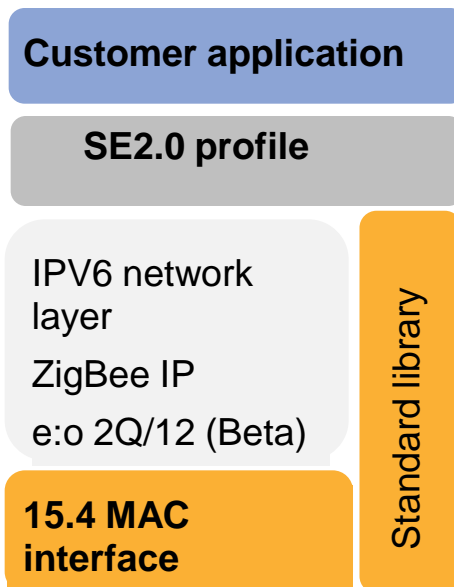 Customer application
SE2.0 profile
IPV6 network
layer
ZigBee IP
e:o 2Q/12 (Beta)
15.4 MAC
interface
Standard library